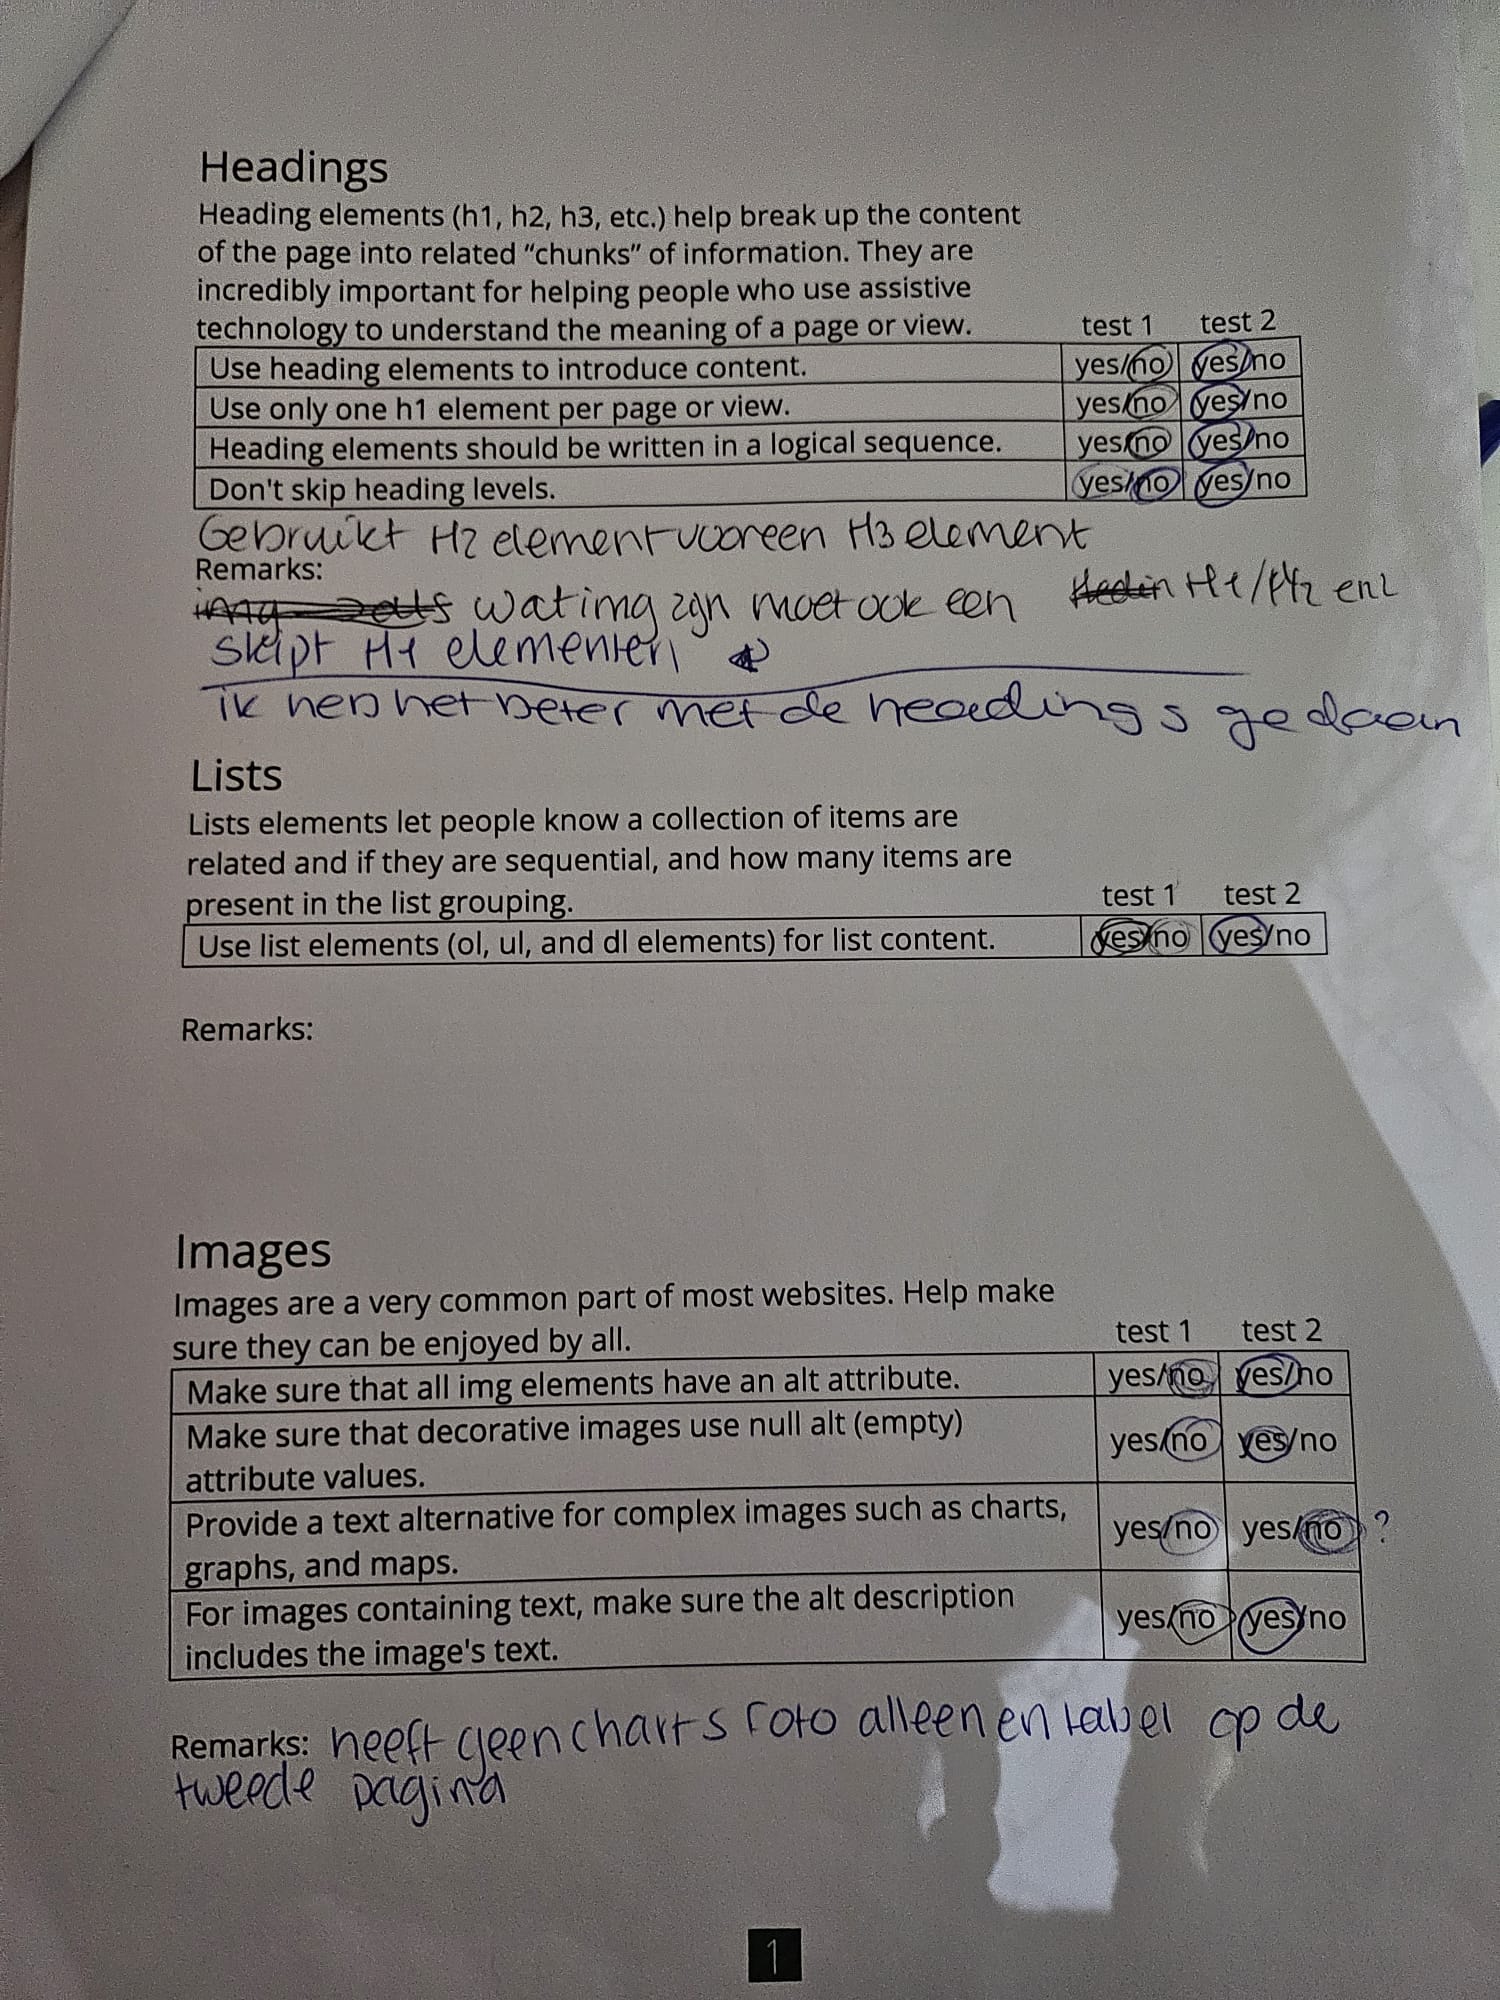 Headings
Heading elements (h1, h2, h3, etc.) help break up the content
of the page into related “chunks” of information. They are
incredibly important for helping people who use assistive
technology to understand the meaning of a page or view. test 1 test 2
Use heading elements to introduce content. yes/no yes/no
Use only one h1 element per page or view. yes/no yes/no
Heading elements should be written in a logical sequence. yes/no yes/no
Don't skip heading levels. yes/no yes/no
Gebruikt H2 element voor een H3 element
Remarks:
wat img zijn moet ook een H1/H2 enz
skipt H1 elementen
ik heb het beter met de headings gedaan
Lists
Lists elements let people know a collection of items are
related and if they are sequential, and how many items are
present in the list grouping. test 1 test 2
Use list elements (ol, ul, and dl elements) for list content. yes/no yes/no
Remarks:
Images
Images are a very common part of most websites. Help make
sure they can be enjoyed by all. test 1 test 2
Make sure that all img elements have an alt attribute. yes/no yes/no
Make sure that decorative images use null alt (empty)
attribute values. yes/no yes/no
Provide a text alternative for complex images such as charts,
graphs, and maps. yes/no yes/no ?
For images containing text, make sure the alt description
includes the image's text. yes/no yes/no
Remarks: heeft geen charts foto alleen en label op de
tweede pagina
1